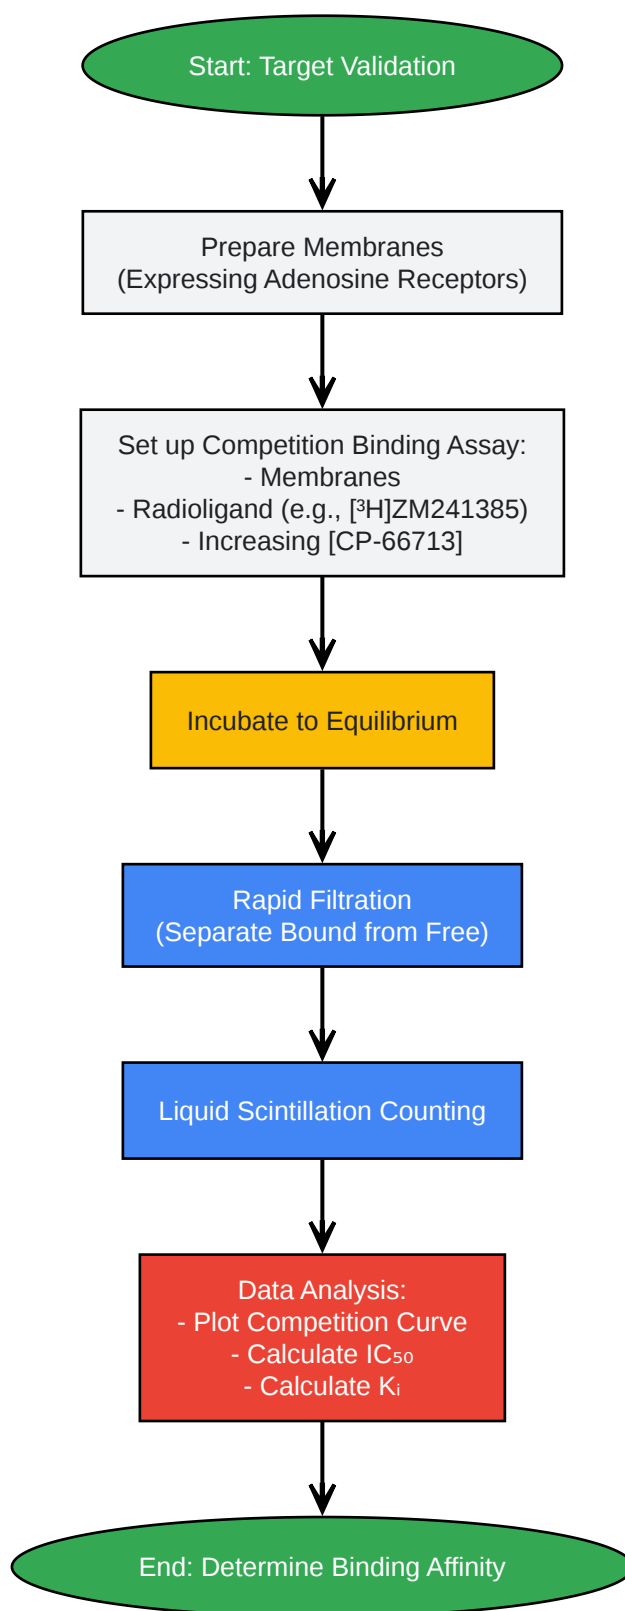 Start: Target Validation
Prepare Membranes
(Expressing Adenosine Receptors)
Set up Competition Binding Assay:
- Membranes
- Radioligand (e.g., [³H]ZM241385)
- Increasing [CP-66713]
Incubate to Equilibrium
Rapid Filtration
(Separate Bound from Free)
Liquid Scintillation Counting
Data Analysis:
- Plot Competition Curve
- Calculate IC₅₀
- Calculate Kᵢ
End: Determine Binding Affinity